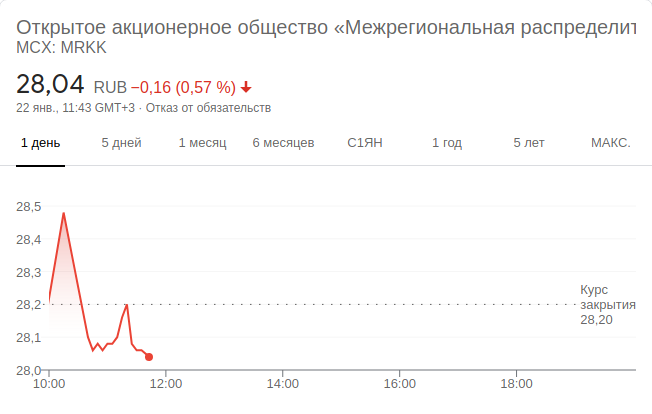 Открытое акционерное общество «Межрегиональная распределит
MCX: MRKK
28,04 RUB −0,16 (0,57 %)
22 янв., 11:43 GMT+3 · Отказ от обязательств
1 день 5 дней 1 месяц 6 месяцев С1ЯН 1 год 5 лет МАКС.
28,5
28,4
28,3
28,2
28,1
28,0
Курс
закрытия
28,20
10:00 12:00 14:00 16:00 18:00